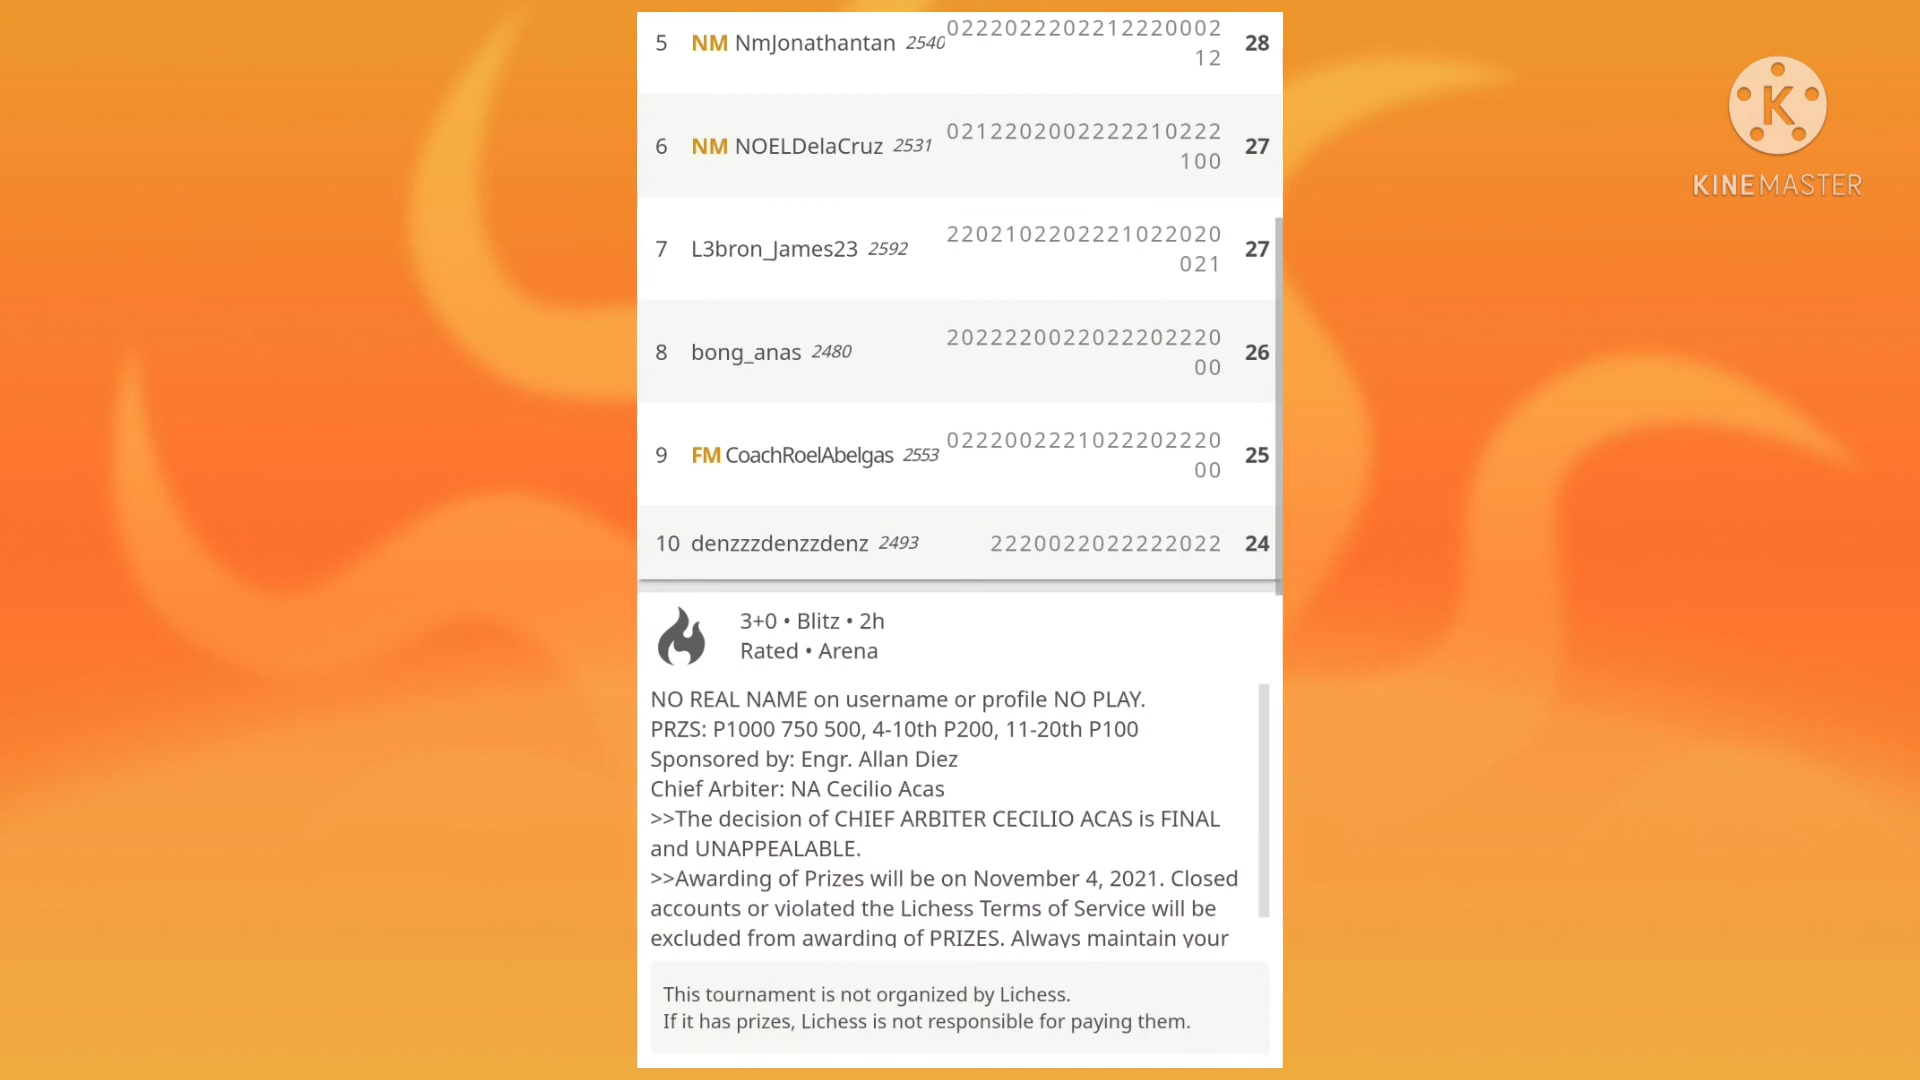 5 NM NmJonathantan 2540 0222022202212220002 28
12
6 NM NOELDelaCruz 2531 0212202002222210222 27
100
7 L3bron_James23 2592 2202102202221022020 27
021
8 bong_anas 2480 2022220022022202220 26
00
9 FM CoachRoelAbelgas 2553 0222002221022202220 25
00
10 denzzzdenzzdenz 2493 2220022022222022 24
3+0 • Blitz • 2h
Rated • Arena
NO REAL NAME on username or profile NO PLAY.
PRZS: P1000 750 500, 4-10th P200, 11-20th P100
Sponsored by: Engr. Allan Diez
Chief Arbiter: NA Cecilio Acas
>>The decision of CHIEF ARBITER CECILIO ACAS is FINAL
and UNAPPEALABLE.
>>Awarding of Prizes will be on November 4, 2021. Closed
accounts or violated the Lichess Terms of Service will be
excluded from awarding of PRIZES. Always maintain your
This tournament is not organized by Lichess.
If it has prizes, Lichess is not responsible for paying them.
K
KINEMASTER